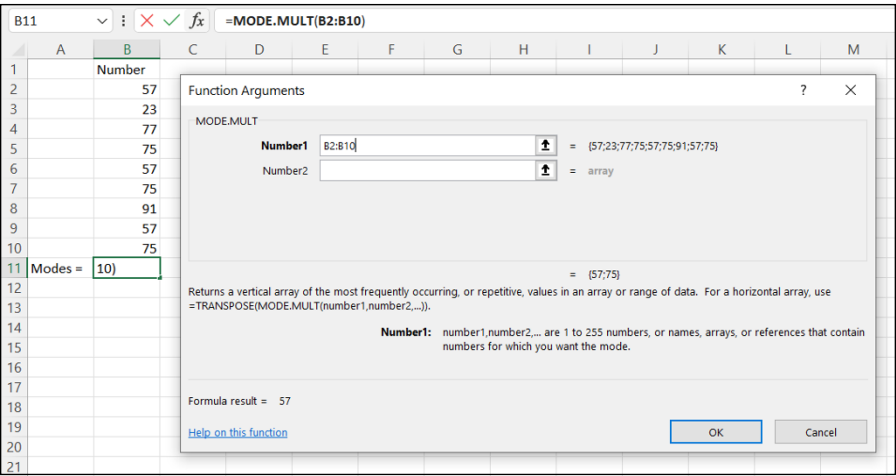 B11 fx =MODE.MULT(B2:B10)
A B C D E F G H I J K L M
1 Number
2 57
3 23
4 77
5 75
6 57
7 75
8 91
9 57
10 75
11 Modes = 10)
12
13
14
15
16
17
18
19
20
21
Function Arguments ? ×
MODE.MULT
Number1 B2:B10 = {57;23;77;75;57;75;91;57;75}
Number2 = array
= {57;75}
Returns a vertical array of the most frequently occurring, or repetitive, values in an array or range of data. For a horizontal array, use
=TRANSPOSE(MODE.MULT(number1,number2,...)).
Number1: number1,number2,... are 1 to 255 numbers, or names, arrays, or references that contain
numbers for which you want the mode.
Formula result = 57
Help on this function OK Cancel